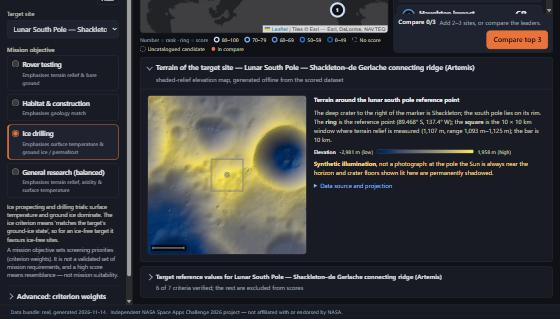 Target site
Lunar South Pole — Shackleto
Mission objective
Rover testing
Emphasises terrain relief & base ground
Habitat & construction
Emphasizes geology match
Ice drilling
Emphasizes surface temperature & ground ice / permafrost
General research (balanced)
Emphasizes terrain relief, aridity & surface temperature
Ice prospecting and drilling trials: surface temperature and ground ice dominate. The ice criterion means 'matches the target's ground-ice state', so for an ice-free target it favours ice-free sites.
A mission objective sets screening priorities (criterion weights). It is not a validated set of mission requirements, and a high score means resemblance — not mission suitability.
Advanced: criterion weights
1
Leaflet | Tiles © Esri — Esri, DeLorme, NAVTEQ
Number = rank · ring = score
80–100
70–79
60–69
50–59
0–49
No score
Uncatalogued candidate
In compare
Compare 0/3
Add 2–3 sites, or compare the leaders.
Compare top 3
Terrain of the target site — Lunar South Pole — Shackleton–de Gerlache connecting ridge (Artemis)
shaded-relief elevation map, generated offline from the scored dataset
Terrain around the lunar south pole reference point
The deep crater to the right of the marker is Shackleton; the south pole lies on its rim. The ring is the reference point (89.468° S, 137.4° W); the square is the 10 × 10 km window where terrain relief is measured (1,107 m, range 1,093 m–1,125 m); the bar is 10 km.
Elevation -2,981 m (low) 1,958 m (high)
Synthetic illumination, not a photograph at the pole the Sun is always near the horizon and crater floors shown lit here are permanently shadowed.
Data source and projection
Target reference values for Lunar South Pole — Shackleton–de Gerlache connecting ridge (Artemis)
6 of 7 criteria verified; the rest are excluded from scores
Data bundle: real, generated 2026-11-14. Independent NASA Space Apps Challenge 2026 project — not affiliated with or endorsed by NASA.